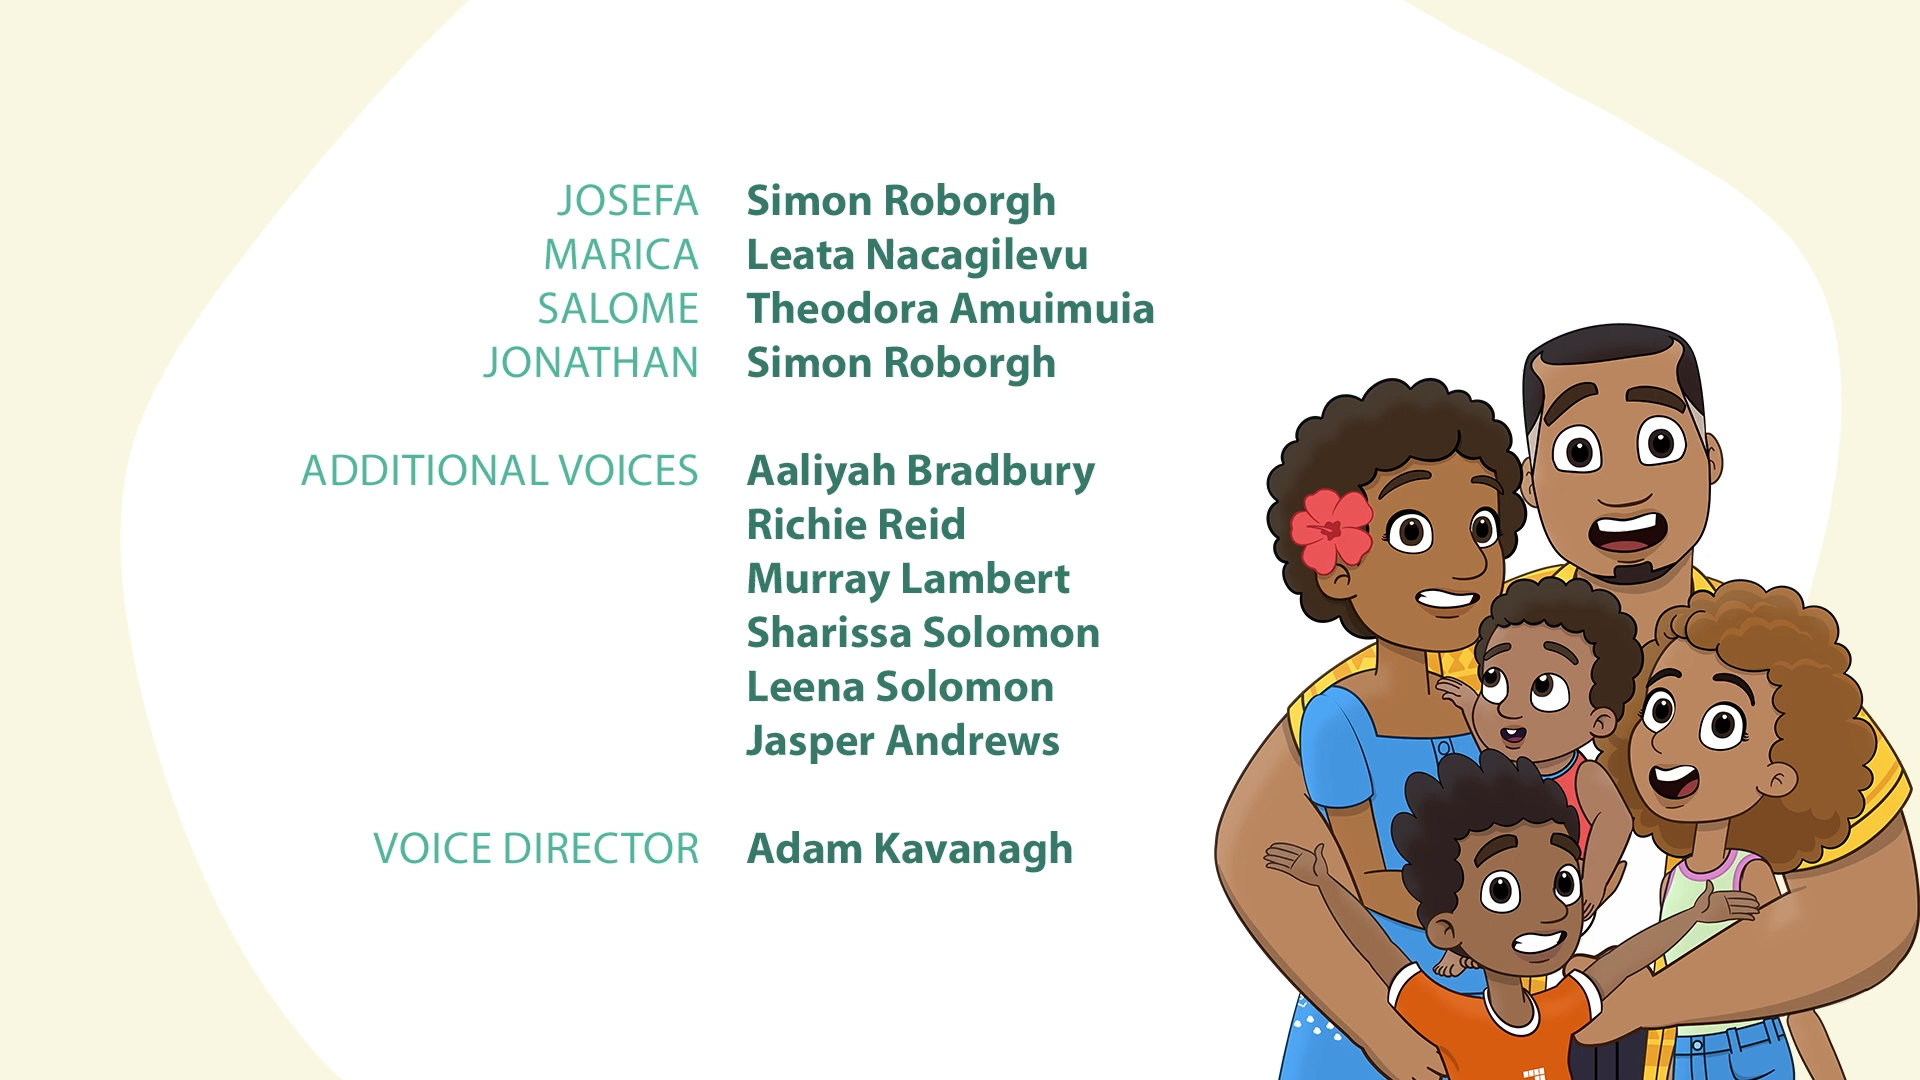 JOSEFA Simon Roborgh
MARICA Leata Nacagilevu
SALOME Theodora Amuimuia
JONATHAN Simon Roborgh
ADDITIONAL VOICES Aaliyah Bradbury
Richie Reid
Murray Lambert
Sharissa Solomon
Leena Solomon
Jasper Andrews
VOICE DIRECTOR Adam Kavanagh